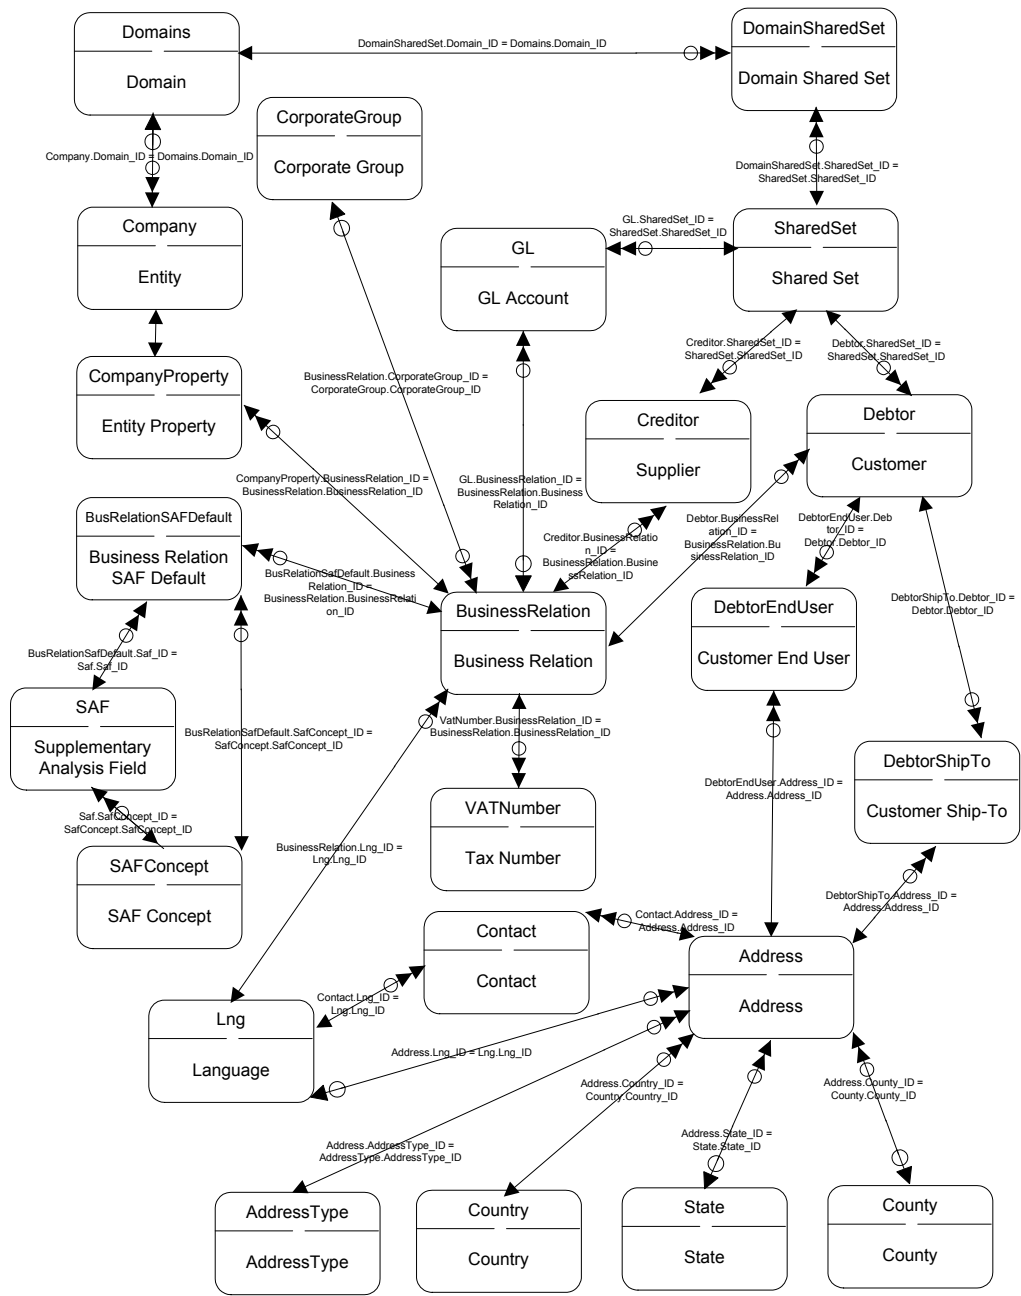 Domains
Domain
DomainSharedSet.Domain_ID = Domains.Domain_ID
DomainSharedSet
Domain Shared Set
CorporateGroup
Corporate Group
Company.Domain_ID = Domains.Domain_ID
DomainSharedSet.SharedSet_ID =
SharedSet.SharedSet_ID
Company
Entity
GL.SharedSet_ID =
SharedSet.SharedSet_ID
SharedSet
Shared Set
GL
GL Account
Creditor.SharedSet_ID =
SharedSet.SharedSet_ID
Debtor.SharedSet_ID =
SharedSet.SharedSet_ID
CompanyProperty
Entity Property
BusinessRelation.CorporateGroup_ID =
CorporateGroup.CorporateGroup_ID
Creditor
Supplier
Debtor
Customer
CompanyProperty.BusinessRelation_ID =
BusinessRelation.BusinessRelation_ID
GL.BusinessRelation_ID =
BusinessRelation.Business
Relation_ID
BusRelationSAFDefault
Business Relation
SAF Default
Creditor.BusinessRelatio
n_ID =
BusinessRelation.Busine
ssRelation_ID
Debtor.BusinessRel
ation_ID =
BusinessRelation.Bu
sinessRelation_ID
DebtorEndUser.Deb
tor_ID =
Debtor.Debtor_ID
BusRelationSafDefault.Business
Relation_ID =
BusinessRelation.BusinessRelati
on_ID
BusinessRelation
Business Relation
DebtorEndUser
Customer End User
DebtorShipTo.Debtor_ID =
Debtor.Debtor_ID
BusRelationSafDefault.Saf_ID =
Saf.Saf_ID
SAF
Supplementary
Analysis Field
BusRelationSafDefault.SafConcept_ID =
SafConcept.SafConcept_ID
VatNumber.BusinessRelation_ID =
BusinessRelation.BusinessRelation_ID
DebtorShipTo
Customer Ship-To
DebtorEndUser.Address_ID =
Address.Address_ID
VATNumber
Tax Number
Saf.SafConcept_ID =
SafConcept.SafConcept_ID
SAFConcept
SAF Concept
BusinessRelation.Lng_ID =
Lng.Lng_ID
DebtorShipTo.Address_ID =
Address.Address_ID
Contact.Address_ID =
Address.Address_ID
Contact
Contact
Address
Address
Contact.Lng_ID =
Lng.Lng_ID
Lng
Language
Address.Lng_ID = Lng.Lng_ID
Address.Country_ID =
Country.Country_ID
Address.County_ID =
County.County_ID
Address.State_ID =
State.State_ID
Address.AddressType_ID =
AddressType.AddressType_ID
AddressType
AddressType
Country
Country
State
State
County
County